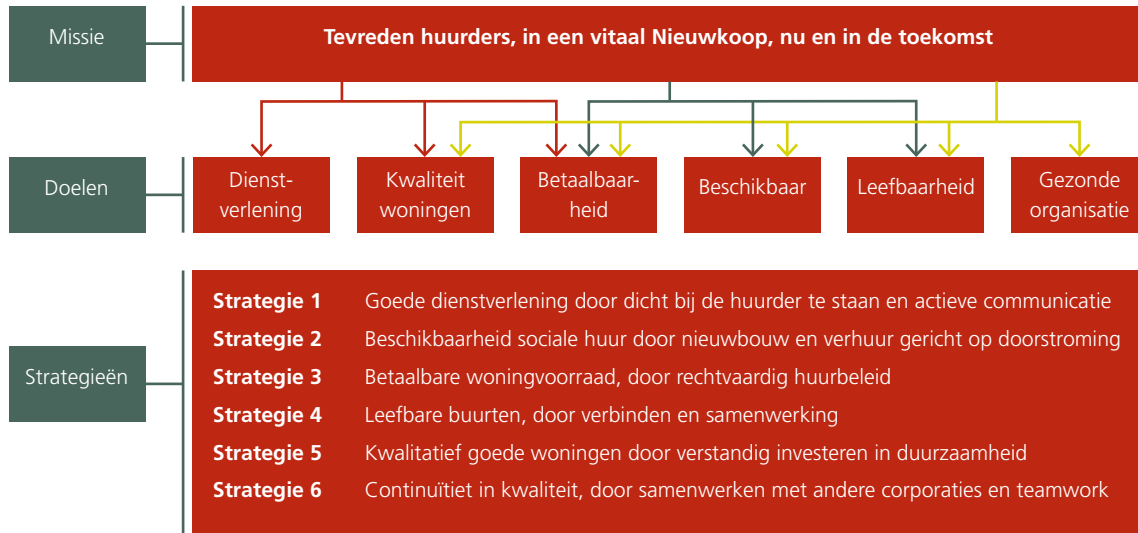 Missie
Tevreden huurders, in een vitaal Nieuwkoop, nu en in de toekomst
Doelen
Dienst-
verlening
Kwaliteit
woningen
Betaalbaar-
heid
Beschikbaar
Leefbaarheid
Gezonde
organisatie
Strategieën
Strategie 1 Goede dienstverlening door dicht bij de huurder te staan en actieve communicatie
Strategie 2 Beschikbaarheid sociale huur door nieuwbouw en verhuur gericht op doorstroming
Strategie 3 Betaalbare woningvoorraad, door rechtvaardig huurbeleid
Strategie 4 Leefbare buurten, door verbinden en samenwerking
Strategie 5 Kwalitatief goede woningen door verstandig investeren in duurzaamheid
Strategie 6 Continuïtiet in kwaliteit, door samenwerken met andere corporaties en teamwork